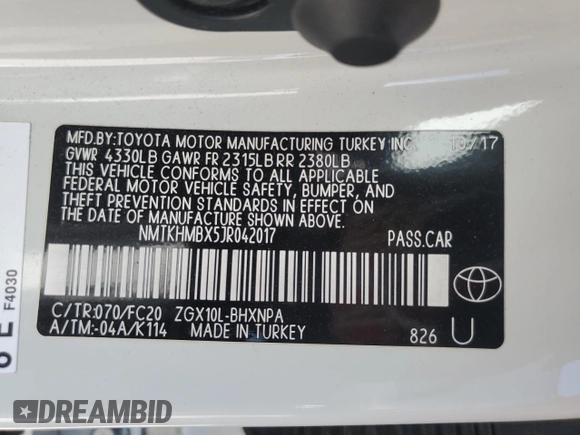 MFD.BY:TOYOTA MOTOR MANUFACTURING TURKEY INC. 10/17
GVWR 4330LB GAWR FR 2315LB RR 2380LB
THIS VEHICLE CONFORMS TO ALL APPLICABLE
FEDERAL MOTOR VEHICLE SAFETY, BUMPER, AND
THEFT PREVENTION STANDARDS IN EFFECT ON THE
DATE OF MANUFACTURE SHOWN ABOVE.
NMTKHMBX5JR042017 PASS.CAR
C/TR:070/FC20 ZGX10L-BHXNPA
A/TM:-04A/K114 MADE IN TURKEY 826 U
F4030
DREAMBID